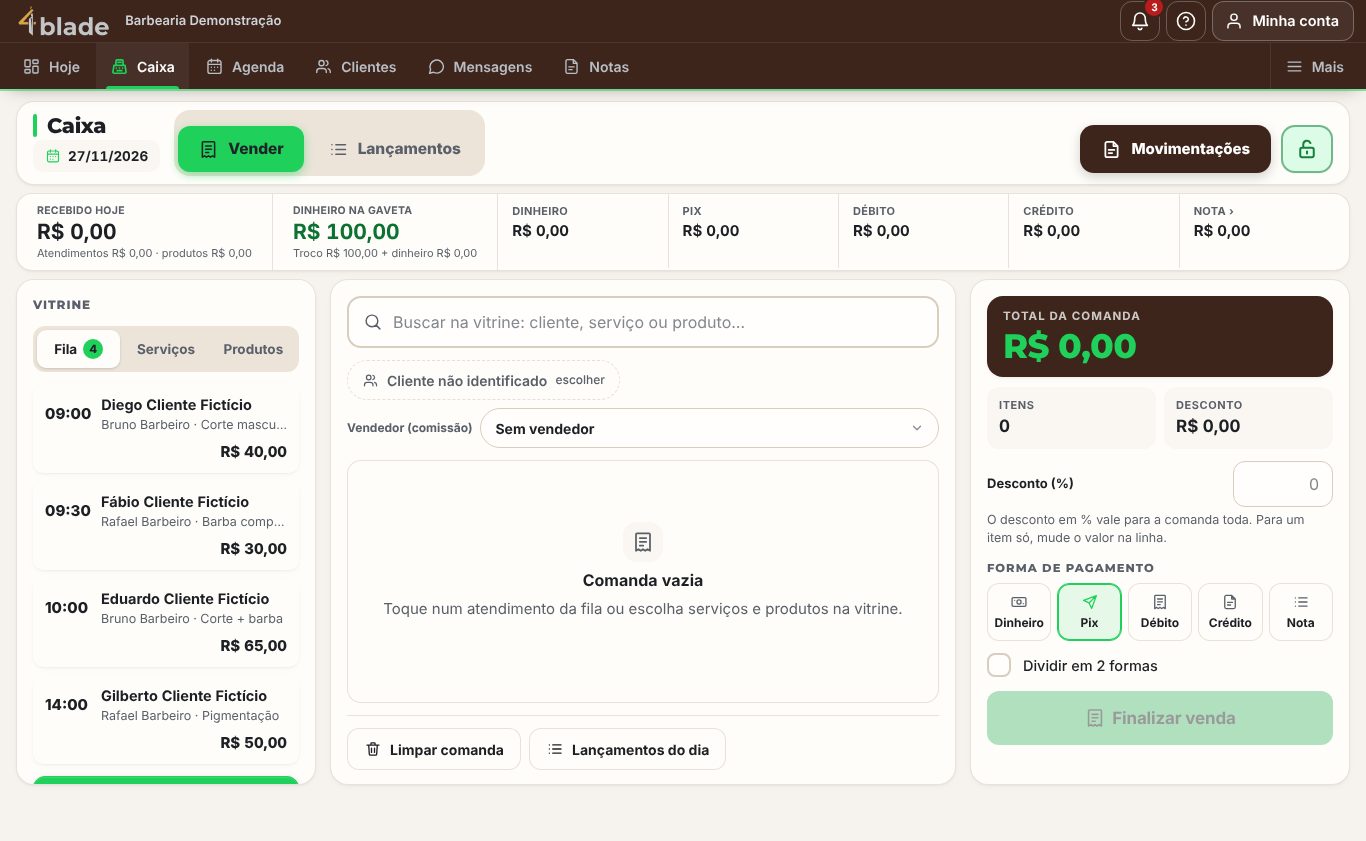 4blade
Barbearia Demonstração
3
Minha conta
Hoje
Caixa
Agenda
Clientes
Mensagens
Notas
Mais
Caixa
27/11/2026
Vender
Lançamentos
Movimentações
RECEBIDO HOJE
R$ 0,00
Atendimentos R$ 0,00 · produtos R$ 0,00
DINHEIRO NA GAVETA
R$ 100,00
Troco R$ 100,00 + dinheiro R$ 0,00
DINHEIRO
R$ 0,00
PIX
R$ 0,00
DÉBITO
R$ 0,00
CRÉDITO
R$ 0,00
NOTA ›
R$ 0,00
VITRINE
Fila 4
Serviços
Produtos
09:00
Diego Cliente Fictício
Bruno Barbeiro · Corte mascu...
R$ 40,00
09:30
Fábio Cliente Fictício
Rafael Barbeiro · Barba comp...
R$ 30,00
10:00
Eduardo Cliente Fictício
Bruno Barbeiro · Corte + barba
R$ 65,00
14:00
Gilberto Cliente Fictício
Rafael Barbeiro · Pigmentação
R$ 50,00
Buscar na vitrine: cliente, serviço ou produto...
Cliente não identificado escolher
Vendedor (comissão)
Sem vendedor
Comanda vazia
Toque num atendimento da fila ou escolha serviços e produtos na vitrine.
Limpar comanda
Lançamentos do dia
TOTAL DA COMANDA
R$ 0,00
ITENS
0
DESCONTO
R$ 0,00
Desconto (%)
0
O desconto em % vale para a comanda toda. Para um
item só, mude o valor na linha.
FORMA DE PAGAMENTO
Dinheiro
Pix
Débito
Crédito
Nota
Dividir em 2 formas
Finalizar venda